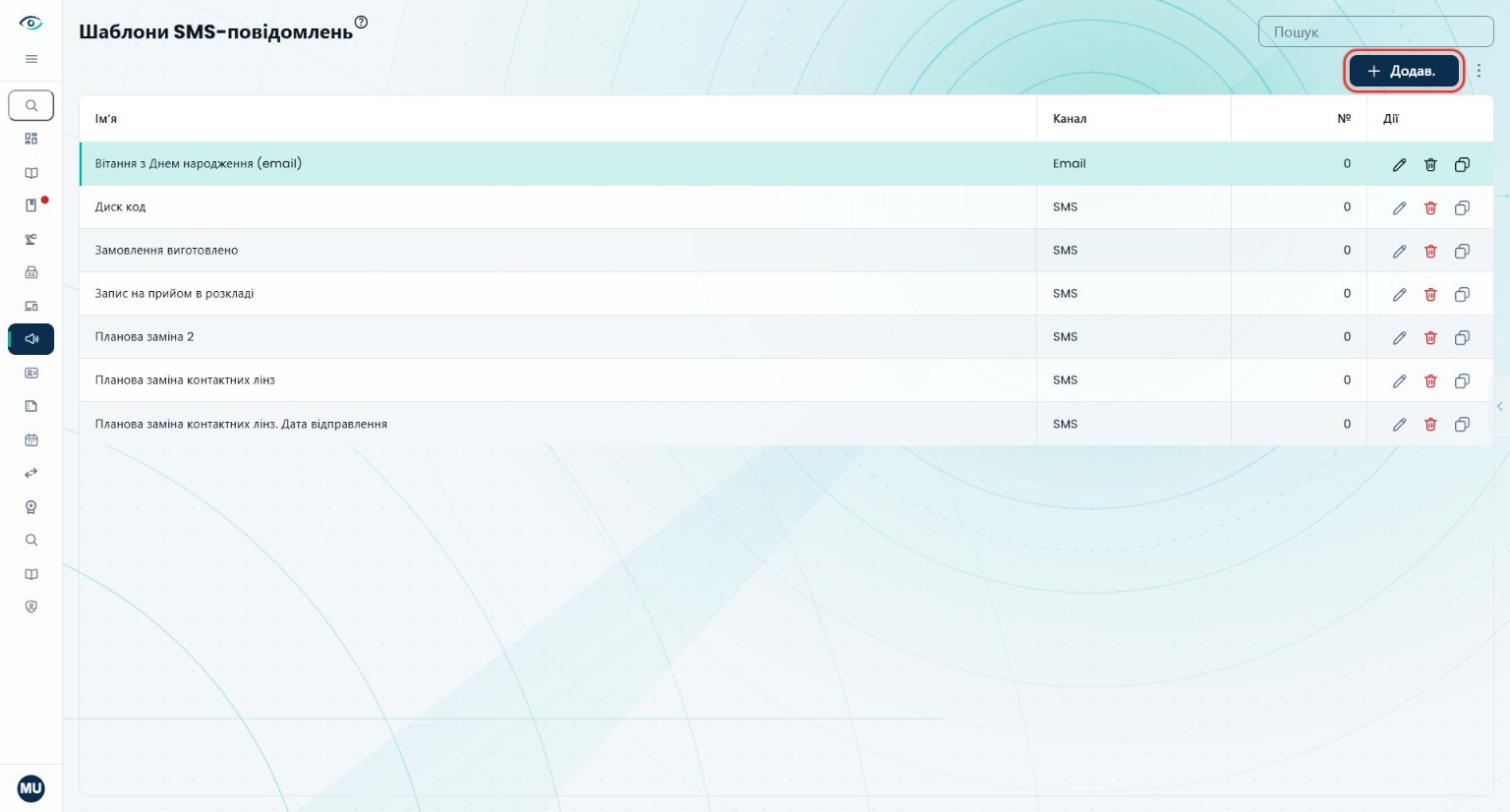 Шаблони SMS-повідомлень ?
Пошук
+ Додав.
Ім'я Канал № Дії
Вітання з Днем народження (email) Email 0
Диск код SMS 0
Замовлення виготовлено SMS 0
Запис на прийом в розкладі SMS 0
Планова заміна 2 SMS 0
Планова заміна контактних лінз SMS 0
Планова заміна контактних лінз. Дата відправлення SMS 0
MU